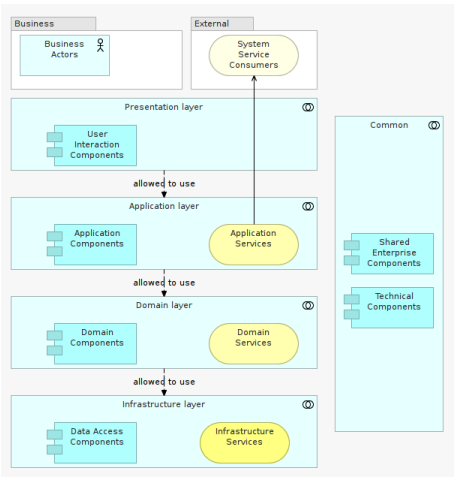 Business
External
Business
Actors
System
Service
Consumers
Presentation layer
User
Interaction
Components
allowed to use
Application layer
Application
Components
Application
Services
allowed to use
Domain layer
Domain
Components
Domain
Services
allowed to use
Infrastructure layer
Data Access
Components
Infrastructure
Services
Common
Shared
Enterprise
Components
Technical
Components